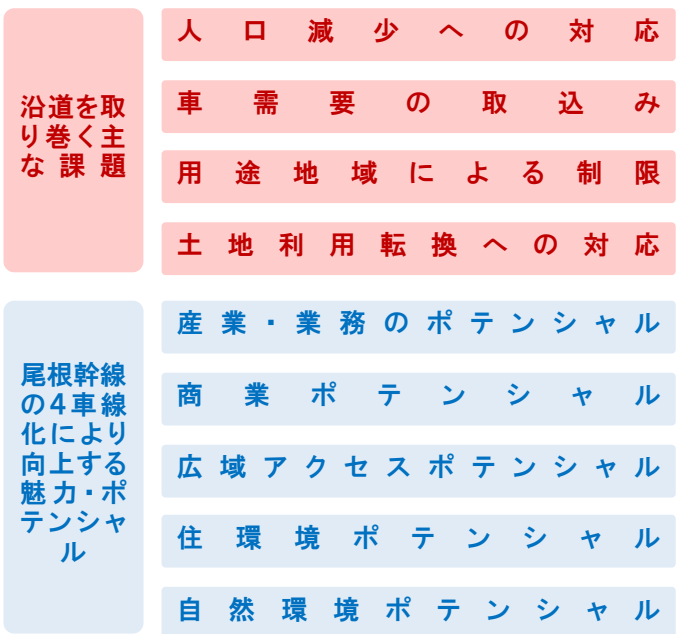 沿道を取
り巻く主
な課題
人口減少への対応
車需要の取込み
用途地域による制限
土地利用転換への対応
尾根幹線
の4車線
化により
向上する
魅力・ポ
テンシャ
ル
産業・業務のポテンシャル
商業ポテンシャル
広域アクセスポテンシャル
住環境ポテンシャル
自然環境ポテンシャル